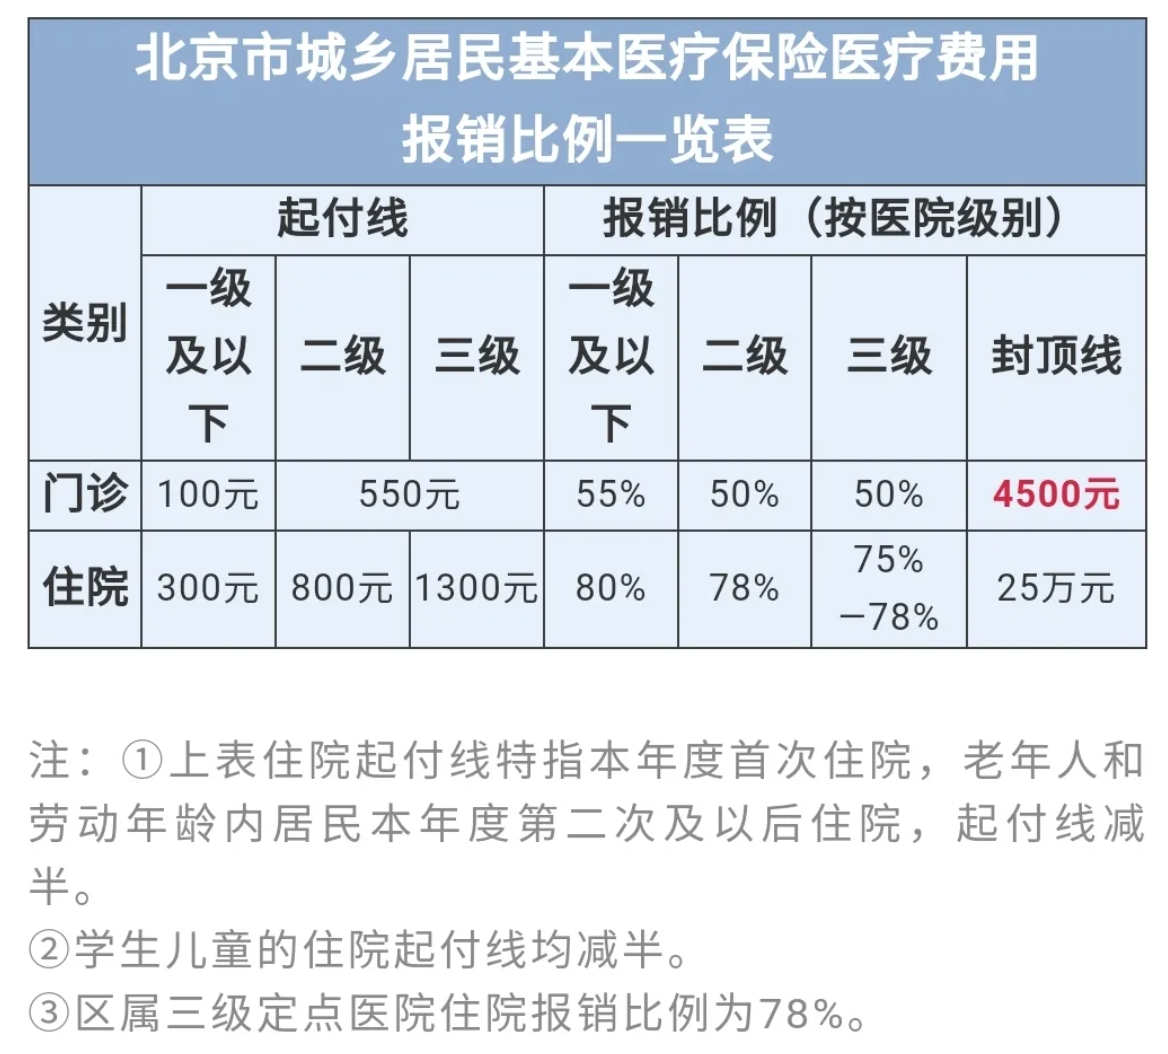 北京市城乡居民基本医疗保险医疗费用
报销比例一览表
类别
起付线
报销比例（按医院级别）
一级
及以
下
二级
三级
一级
及以
下
二级
三级
封顶线
门诊
100元
550元
55%
50%
50%
4500元
住院
300元
800元
1300元
80%
78%
75%
—78%
25万元
注：①上表住院起付线特指本年度首次住院，老年人和
劳动年龄内居民本年度第二次及以后住院，起付线减
半。
②学生儿童的住院起付线均减半。
③区属三级定点医院住院报销比例为78%。